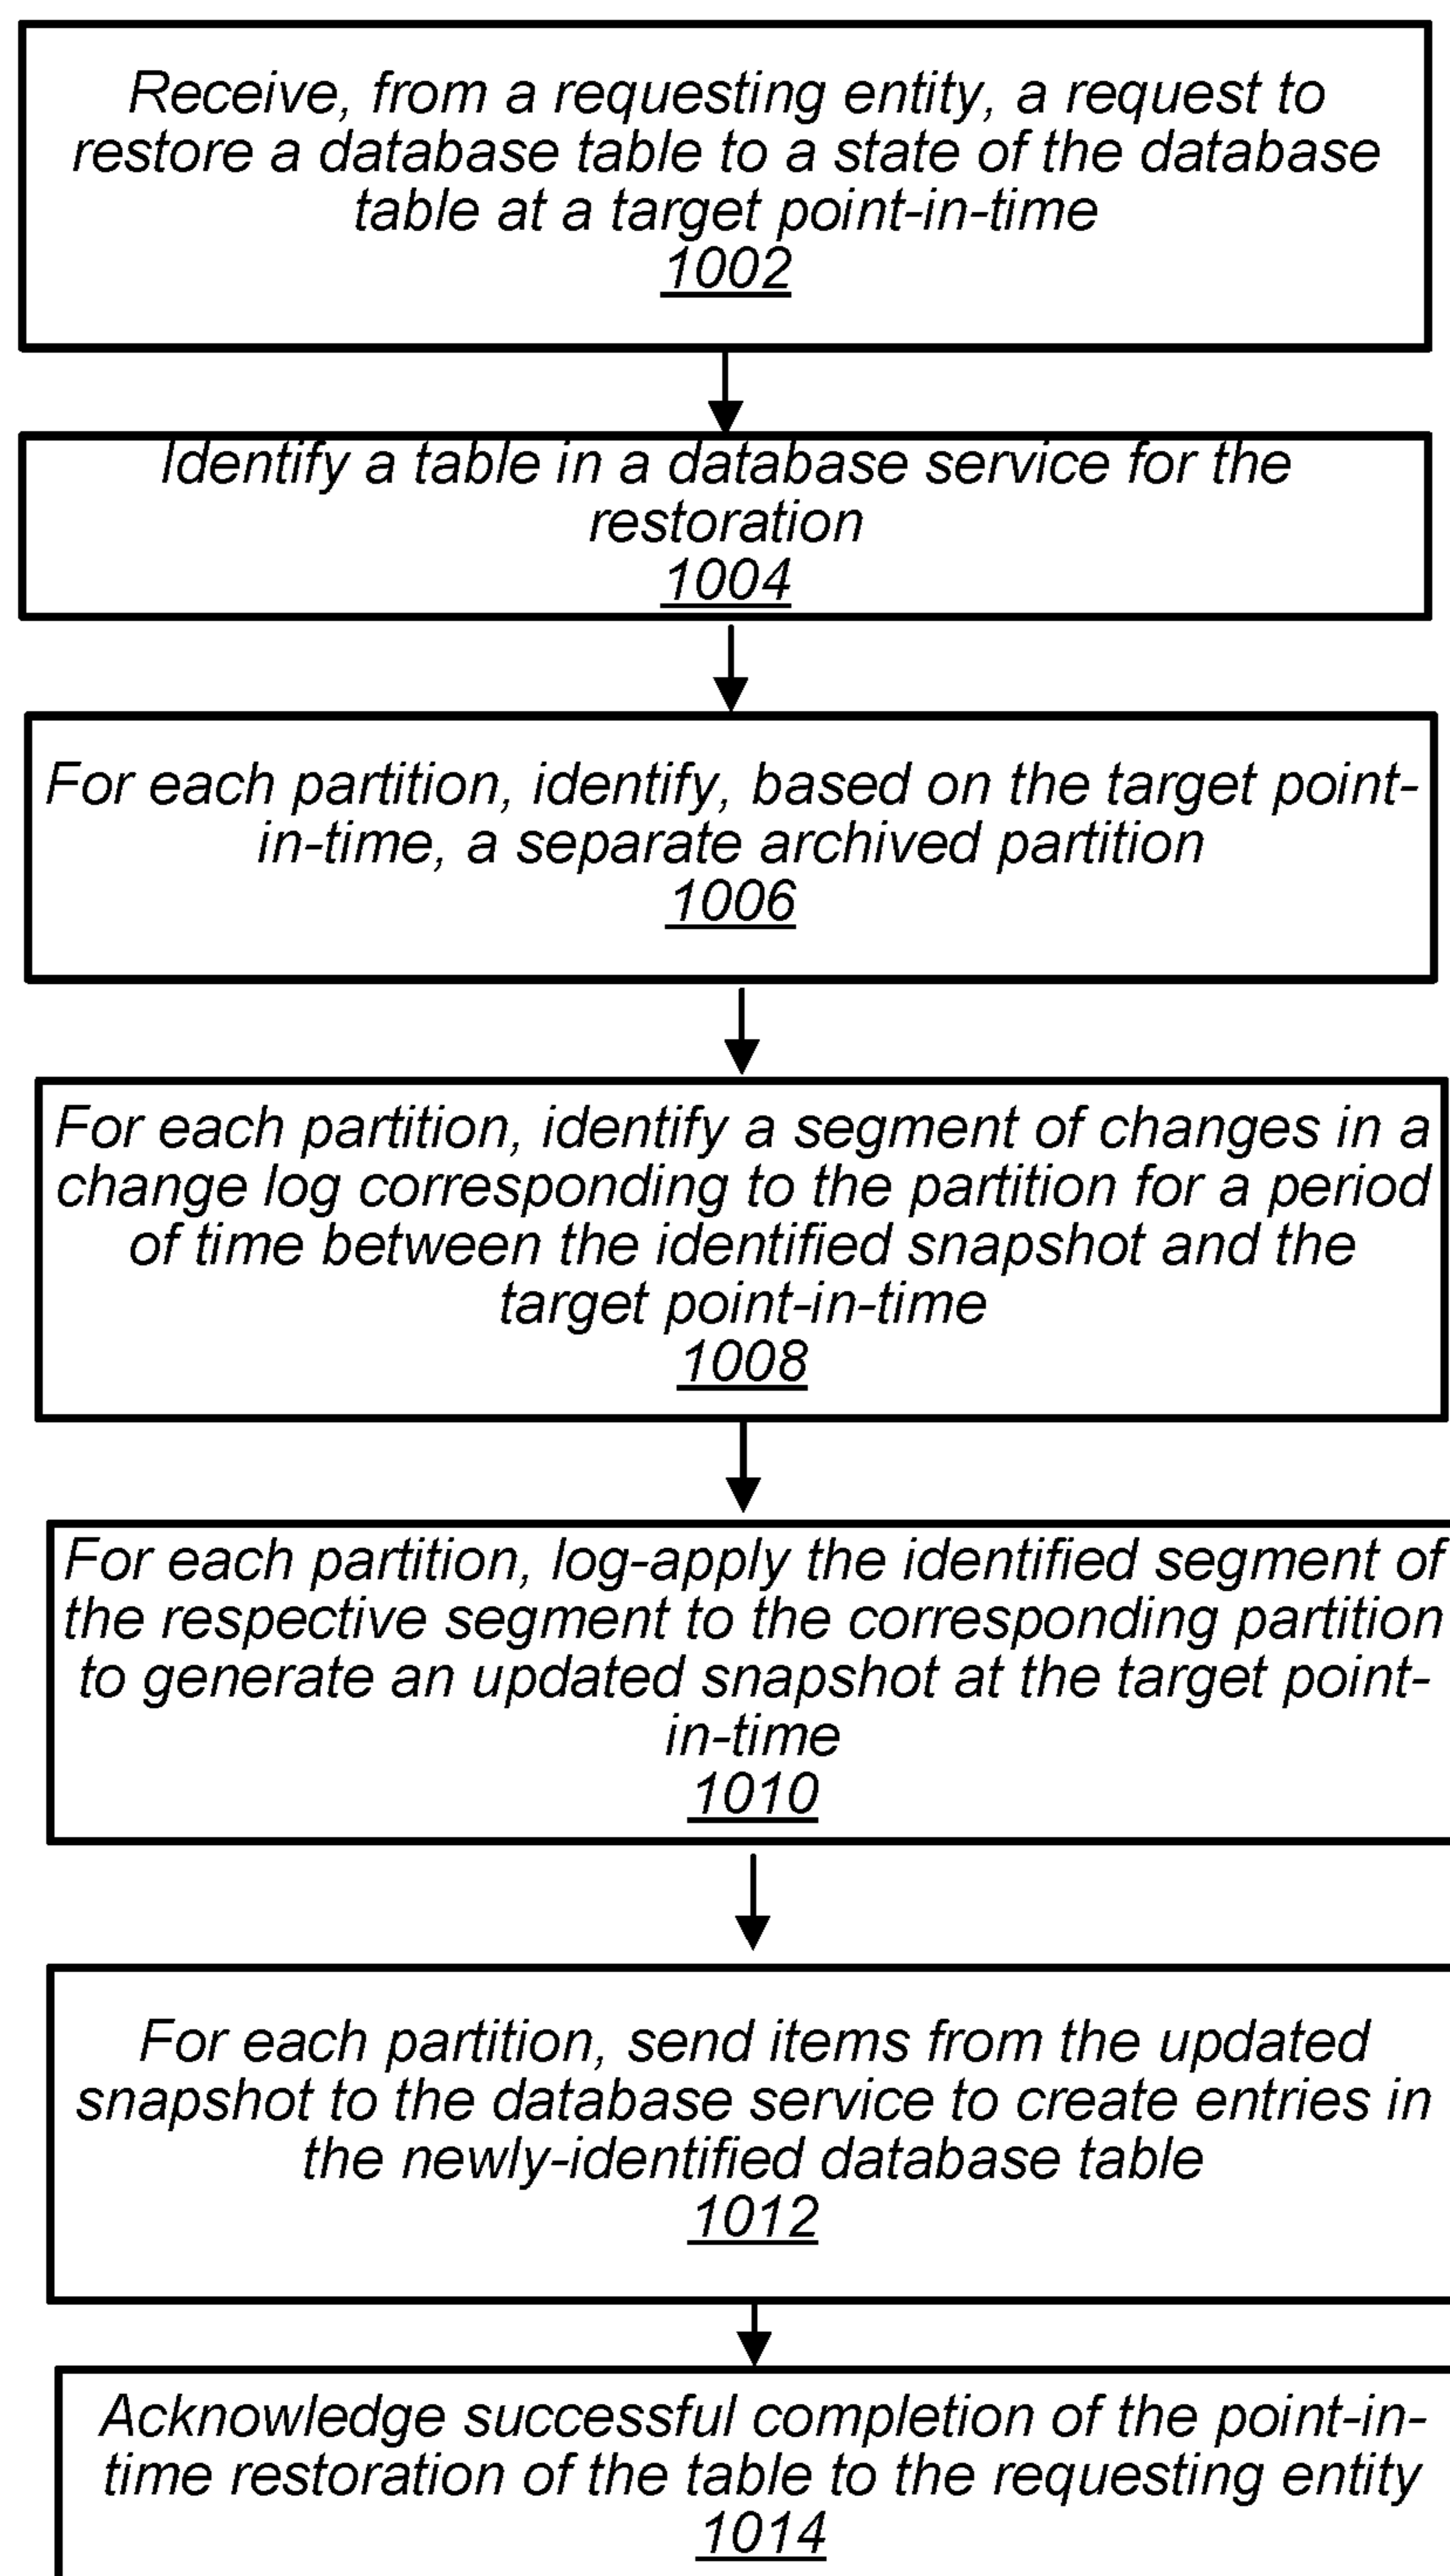 Receive, from a requesting entity, a request to
restore a database table to a state of the database
table at a target point-in-time
1002
Identify a table in a database service for the
restoration
1004
For each partition, identify, based on the target point-
in-time, a separate archived partition
1006
For each partition, identify a segment of changes in a
change log corresponding to the partition for a period
of time between the identified snapshot and the
target point-in-time
1008
For each partition, log-apply the identified segment of
the respective segment to the corresponding partition
to generate an updated snapshot at the target point-
in-time
1010
For each partition, send items from the updated
snapshot to the database service to create entries in
the newly-identified database table
1012
Acknowledge successful completion of the point-in-
time restoration of the table to the requesting entity
1014